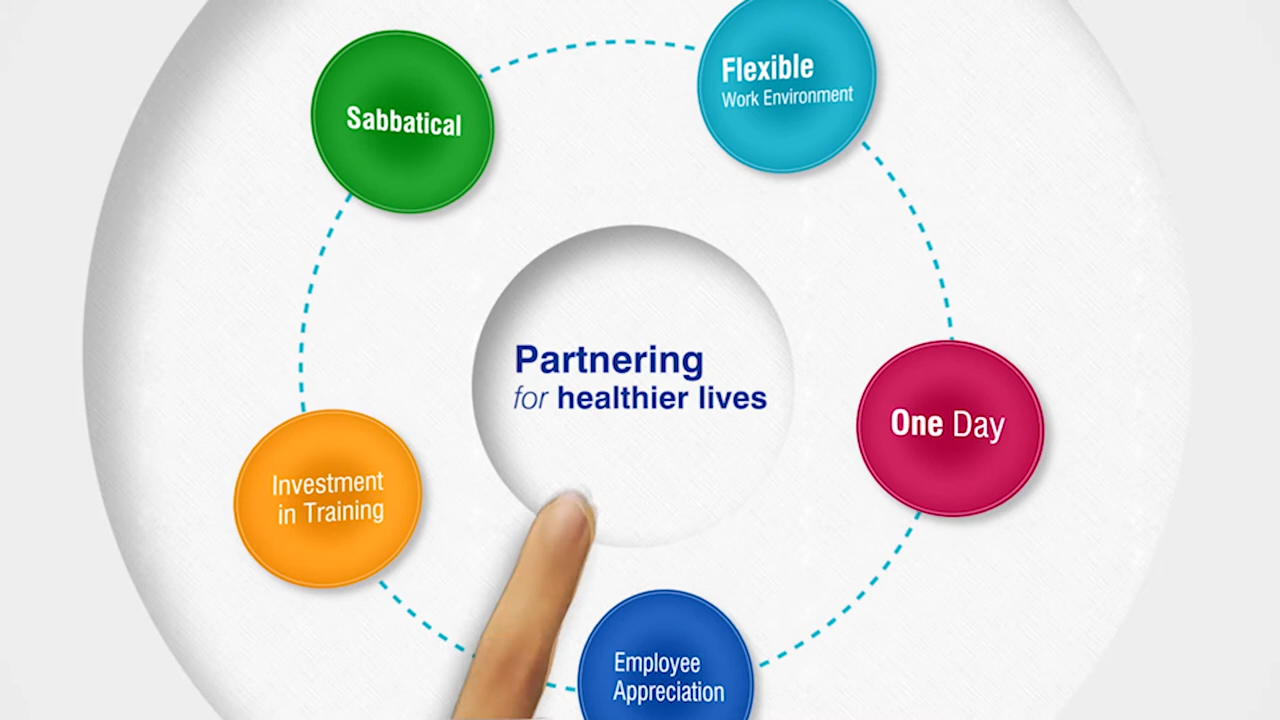 Flexible
Work Environment
Sabbatical
Partnering
for healthier lives
One Day
Investment
in Training
Employee
Appreciation